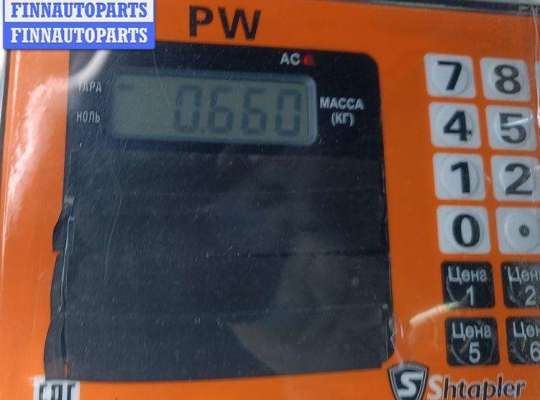 FINNAUTOPARTS
FINNAUTOPARTS
PW
AC
ТАРА
НОЛЬ
0.660
МАССА
(КГ)
7 8
4 5
1 2
0 .
Цена
1
Цена
2
Цена
5
Цена
6
Shtapler